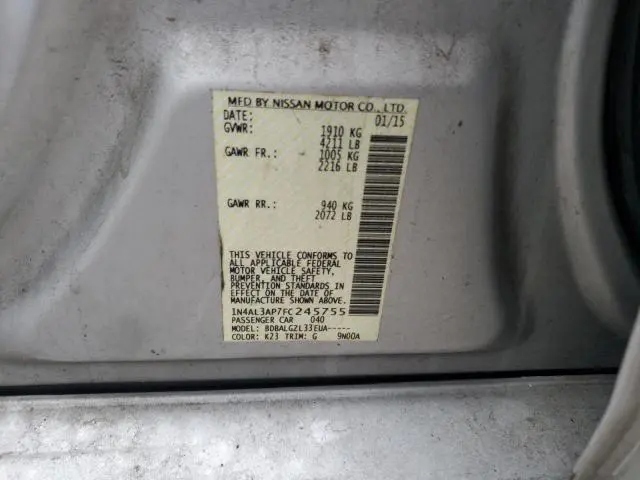 MFD BY NISSAN MOTOR CO., LTD.
DATE: 01/15
GVWR: 1910 KG
4211 LB
GAWR FR.: 1005 KG
2216 LB
GAWR RR.: 940 KG
2072 LB
THIS VEHICLE CONFORMS TO
ALL APPLICABLE FEDERAL
MOTOR VEHICLE SAFETY,
BUMPER, AND THEFT
PREVENTION STANDARDS IN
EFFECT ON THE DATE OF
MANUFACTURE SHOWN ABOVE.
1N4AL3AP7FC245755
PASSENGER CAR 040
MODEL: BDBALG2L33EUA-----
COLOR: K23 TRIM: G 9N00A